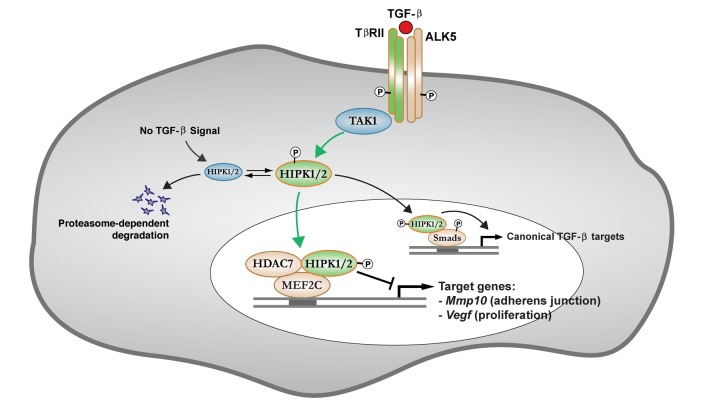 TGF-β
TβRII
ALK5
P
P
TAK1
No TGF-β Signal
P
HIPK1/2
HIPK1/2
Proteasome-dependent
degradation
P
HIPK1/2
P
Smads
Canonical TGF-β targets
HDAC7
HIPK1/2
P
MEF2C
Target genes:
- Mmp10 (adherens junction)
- Vegf (proliferation)